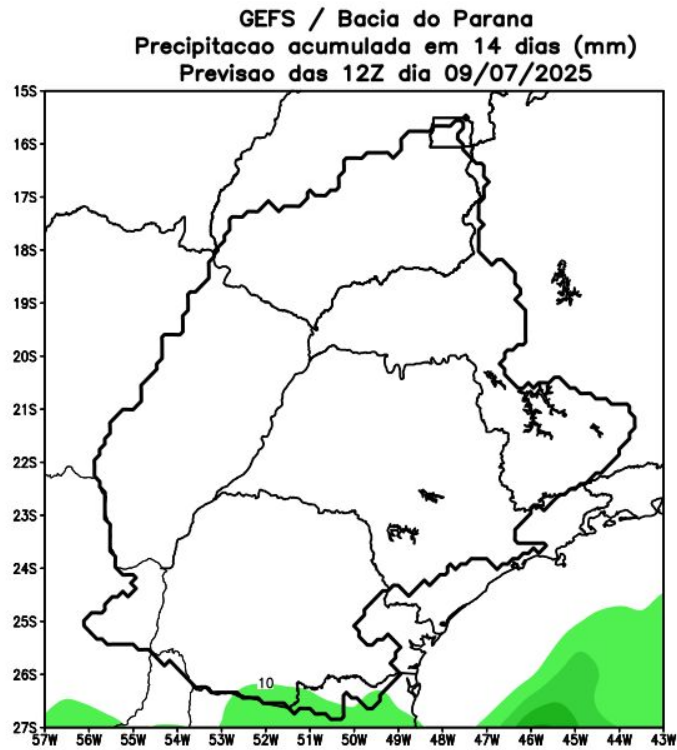 GEFS / Bacia do Parana
Precipitacao acumulada em 14 dias (mm)
Previsao das 12Z dia 09/07/2025
15S
16S
17S
18S
19S
20S
21S
22S
23S
24S
25S
26S
27S
10
57W 56W 55W 54W 53W 52W 51W 50W 49W 48W 47W 46W 45W 44W 43W